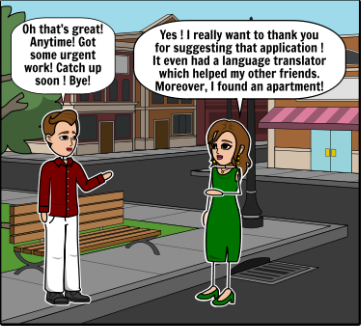 Oh that's great!
Anytime! Got
some urgent
work! Catch up
soon ! Bye!
Yes ! I really want to thank you
for suggesting that application !
It even had a language translator
which helped my other friends.
Moreover, I found an apartment!